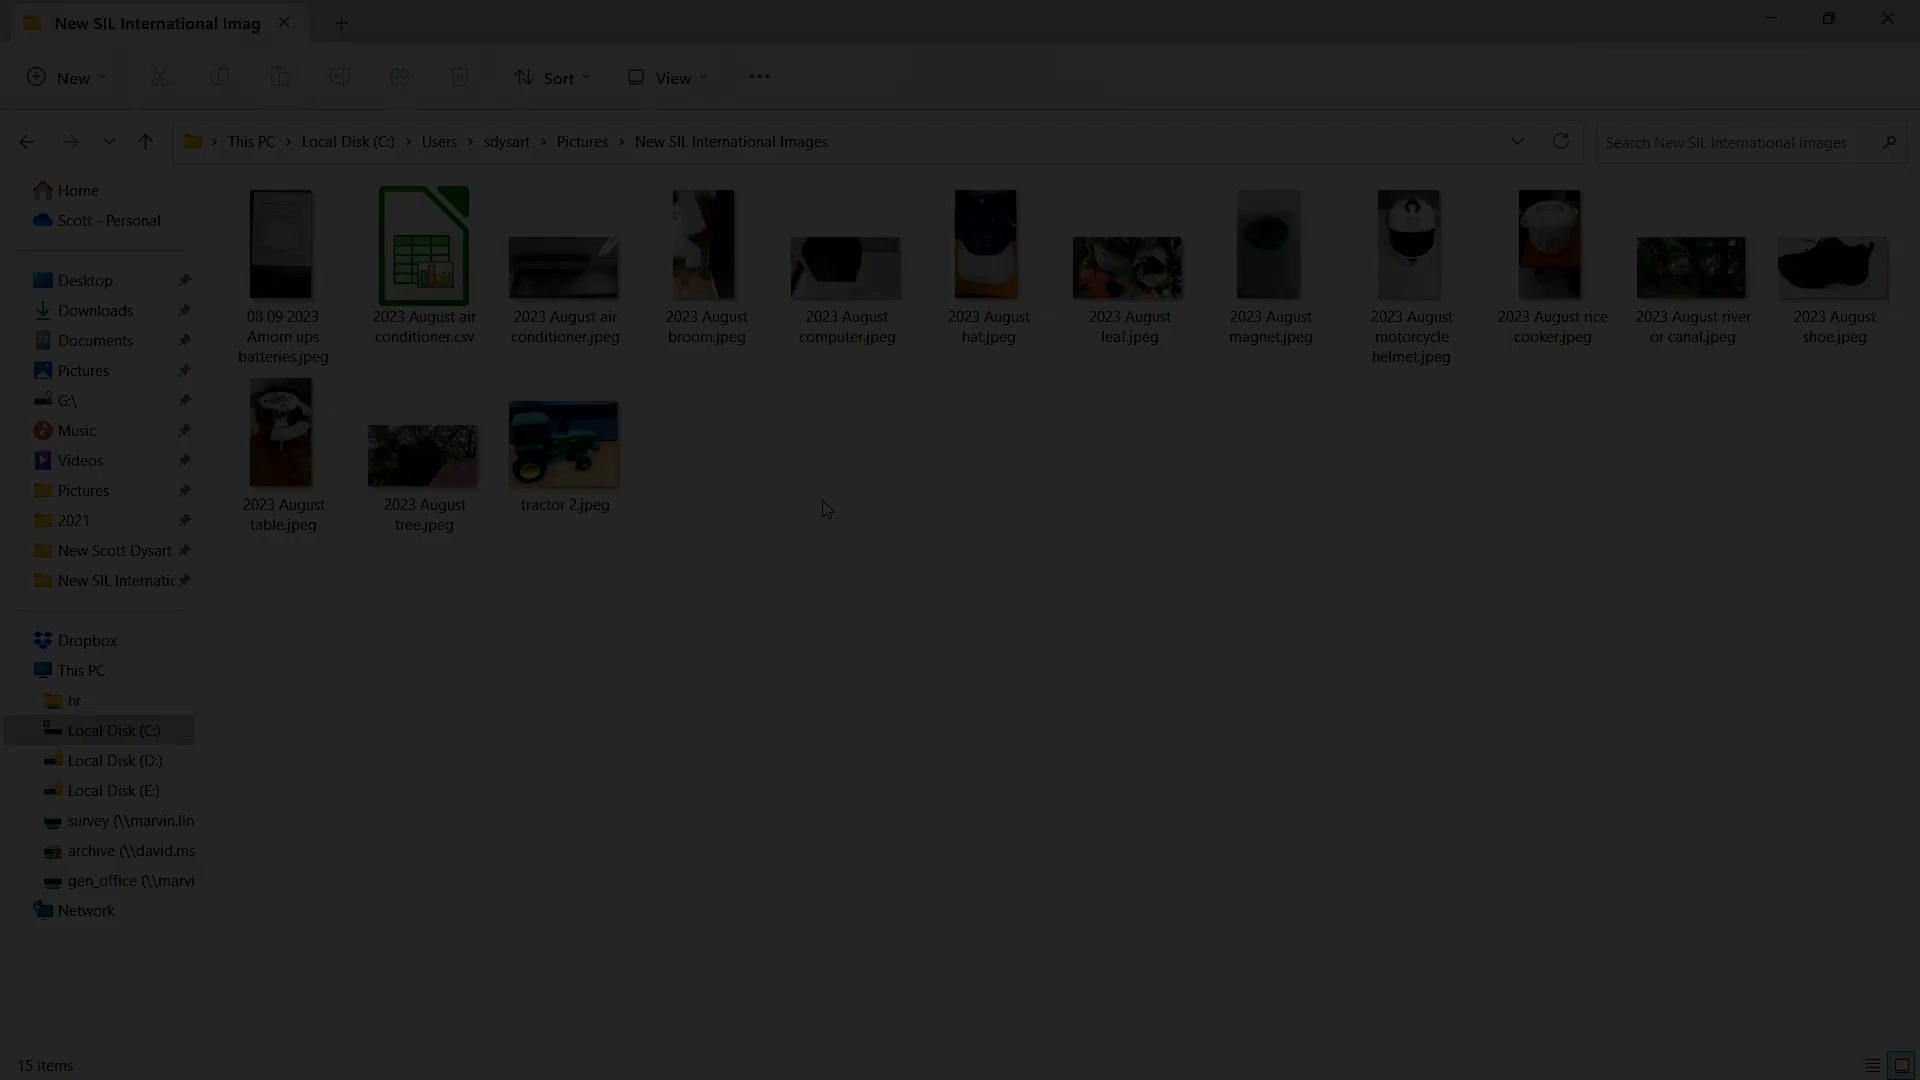 New SIL International Imag
New
Sort
View
This PC > Local Disk (C:) > Users > sdysart > Pictures > New SIL International Images
Search New SIL International Images
Home
Scott - Personal
Desktop
Downloads
Documents
Pictures
G:\
Music
Videos
Pictures
2021
New Scott Dysart
New SIL Internatic
Dropbox
This PC
hr
Local Disk (C:)
Local Disk (D:)
Local Disk (E:)
survey (\\marvin.lin
archive (\\david.ms
gen_office (\\marvi
Network
08 09 2023
Amorn ups
batteries.jpeg
2023 August air
conditioner.csv
2023 August air
conditioner.jpeg
2023 August
broom.jpeg
2023 August
computer.jpeg
2023 August
hat.jpeg
2023 August
leaf.jpeg
2023 August
magnet.jpeg
2023 August
motorcycle
helmet.jpeg
2023 August rice
cooker.jpeg
2023 August river
or canal.jpeg
2023 August
shoe.jpeg
2023 August
table.jpeg
2023 August
tree.jpeg
tractor 2.jpeg
15 items